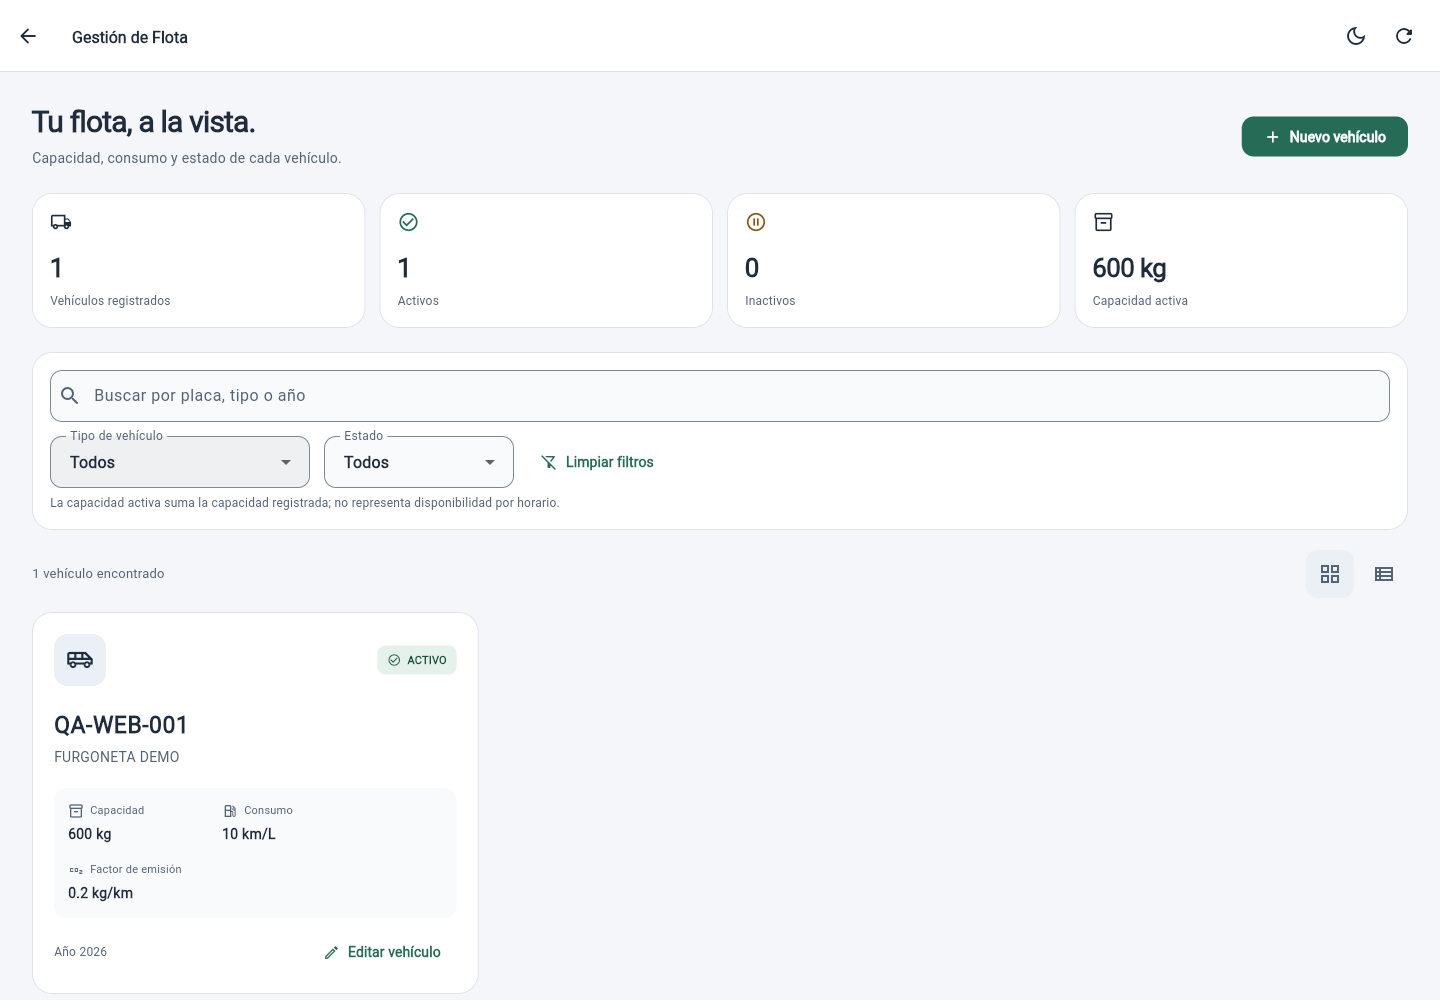 Gestión de Flota
Tu flota, a la vista.
Capacidad, consumo y estado de cada vehículo.
Nuevo vehículo
1
Vehículos registrados
1
Activos
0
Inactivos
600 kg
Capacidad activa
Buscar por placa, tipo o año
Tipo de vehículo
Todos
Estado
Todos
Limpiar filtros
La capacidad activa suma la capacidad registrada; no representa disponibilidad por horario.
1 vehículo encontrado
ACTIVO
QA-WEB-001
FURGONETA DEMO
Capacidad
600 kg
Consumo
10 km/L
CO₂ Factor de emisión
0.2 kg/km
Año 2026
Editar vehículo